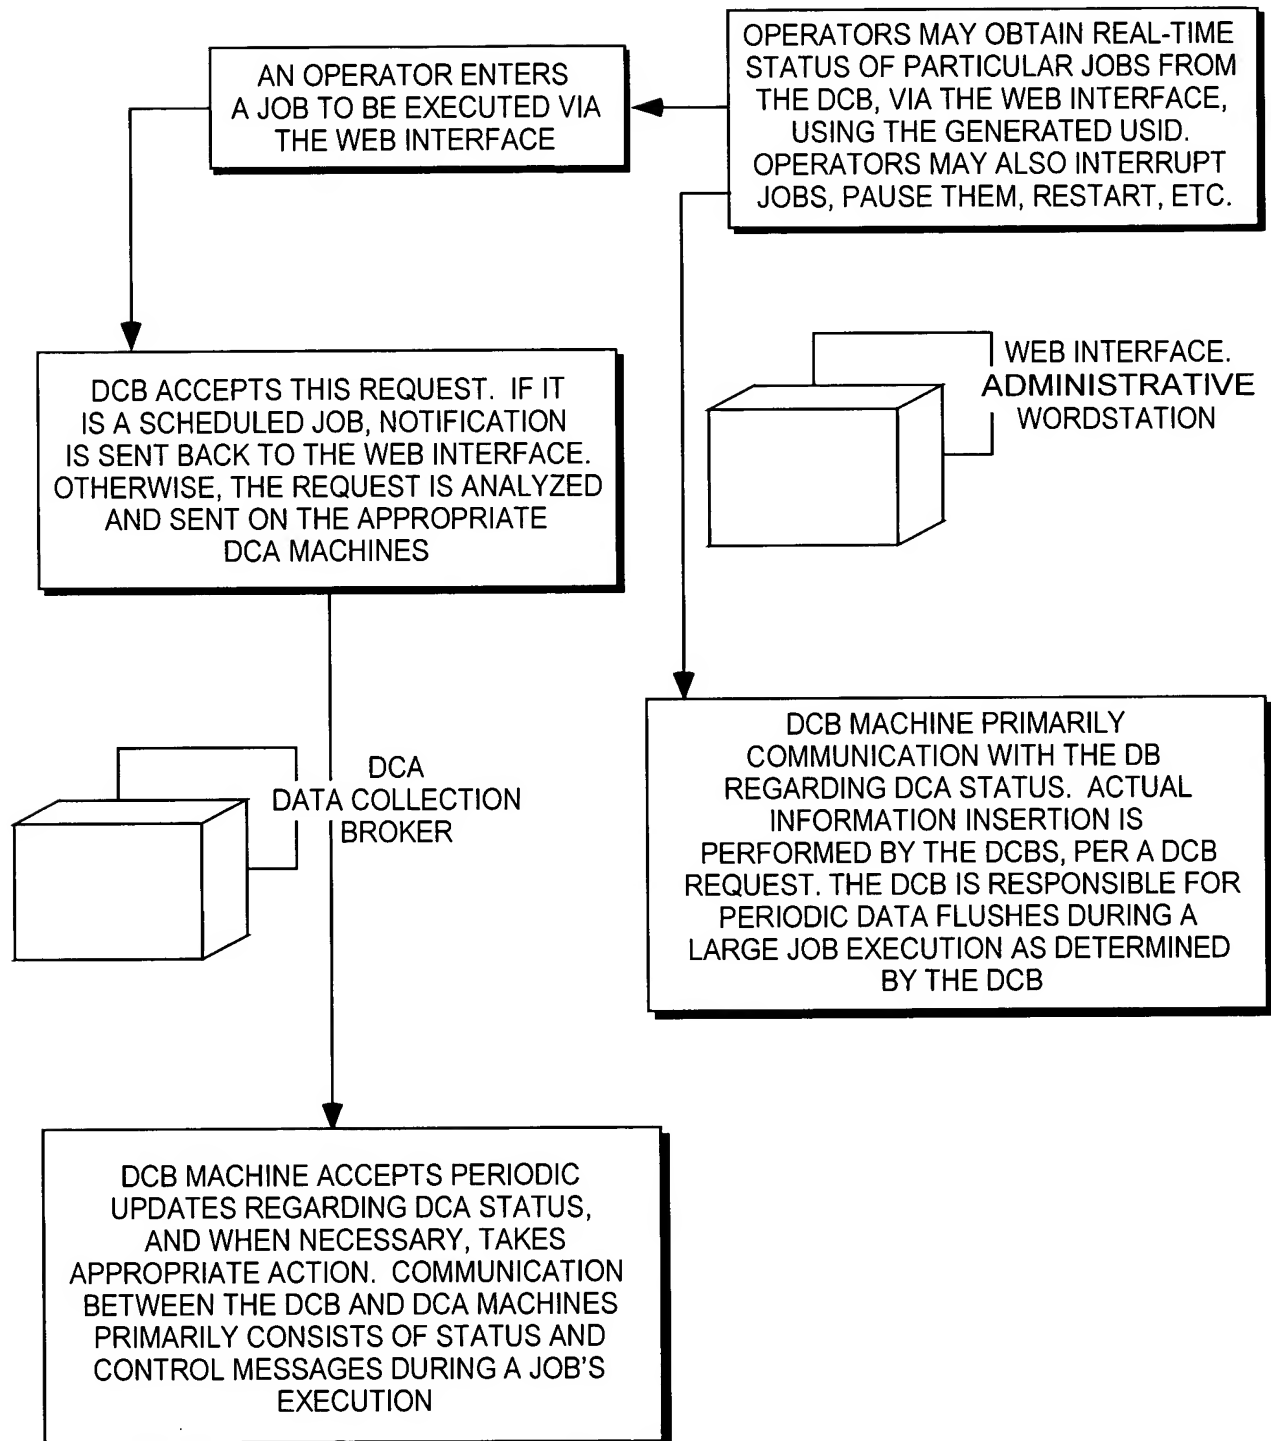 AN OPERATOR ENTERS
A JOB TO BE EXECUTED VIA
THE WEB INTERFACE
OPERATORS MAY OBTAIN REAL-TIME
STATUS OF PARTICULAR JOBS FROM
THE DCB, VIA THE WEB INTERFACE,
USING THE GENERATED USID.
OPERATORS MAY ALSO INTERRUPT
JOBS, PAUSE THEM, RESTART, ETC.
DCB ACCEPTS THIS REQUEST. IF IT
IS A SCHEDULED JOB, NOTIFICATION
IS SENT BACK TO THE WEB INTERFACE.
OTHERWISE, THE REQUEST IS ANALYZED
AND SENT ON THE APPROPRIATE
DCA MACHINES
WEB INTERFACE.
ADMINISTRATIVE
WORDSTATION
DCA
DATA COLLECTION
BROKER
DCB MACHINE PRIMARILY
COMMUNICATION WITH THE DB
REGARDING DCA STATUS. ACTUAL
INFORMATION INSERTION IS
PERFORMED BY THE DCBS, PER A DCB
REQUEST. THE DCB IS RESPONSIBLE FOR
PERIODIC DATA FLUSHES DURING A
LARGE JOB EXECUTION AS DETERMINED
BY THE DCB
DCB MACHINE ACCEPTS PERIODIC
UPDATES REGARDING DCA STATUS,
AND WHEN NECESSARY, TAKES
APPROPRIATE ACTION. COMMUNICATION
BETWEEN THE DCB AND DCA MACHINES
PRIMARILY CONSISTS OF STATUS AND
CONTROL MESSAGES DURING A JOB'S
EXECUTION